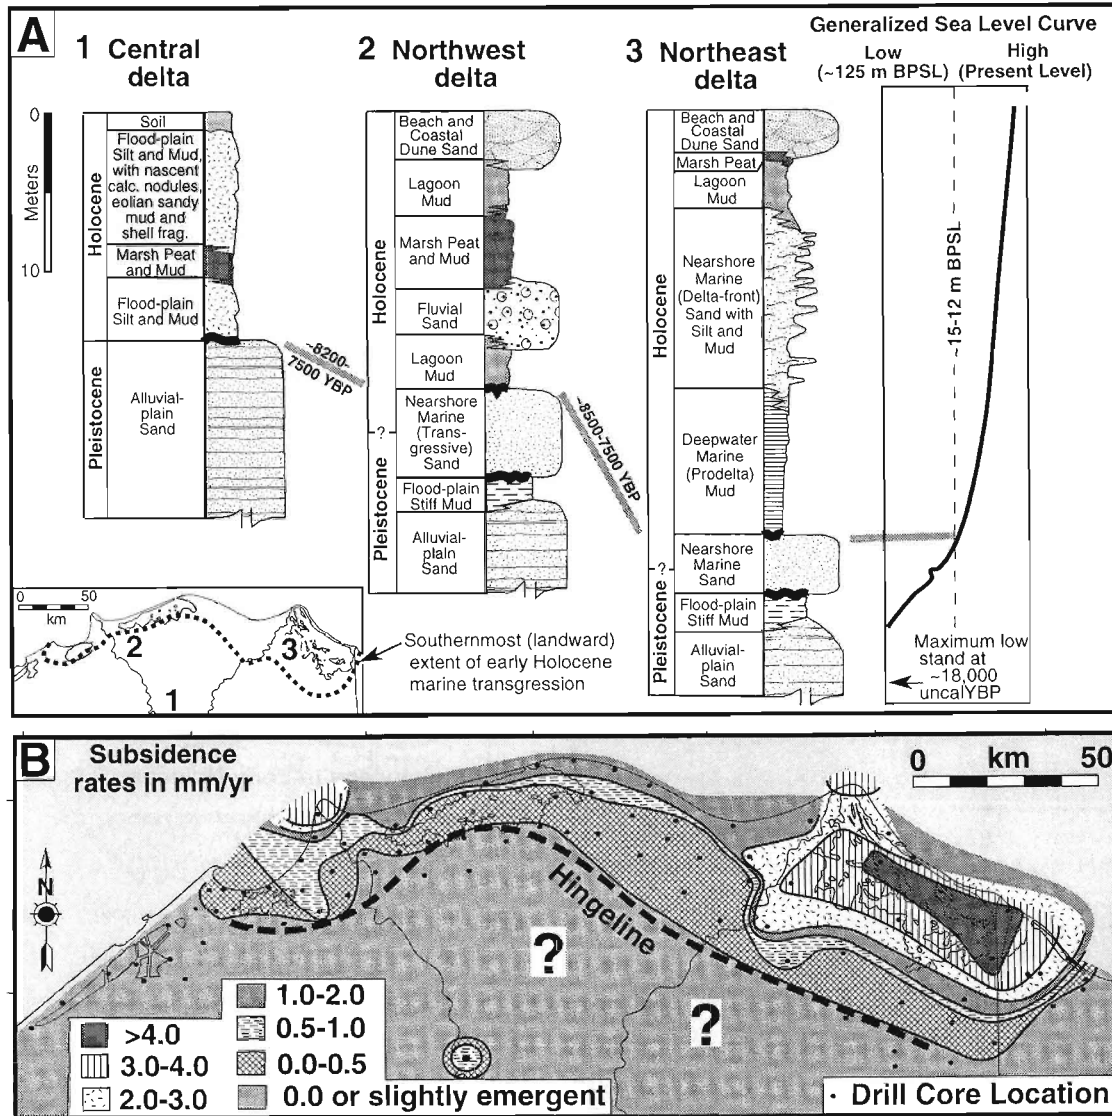 A
1 Central
delta
2 Northwest
delta
3 Northeast
delta
Generalized Sea Level Curve
Low
(~125 m BPSL)
High
(Present Level)
0
Meters
10
Holocene
Pleistocene
Soil
Flood-plain
Silt and Mud,
with nascent
calc. nodules,
eolian sandy
mud and
shell frag.
Marsh Peat
and Mud
Flood-plain
Silt and Mud
Alluvial-
plain
Sand
~8200-
7500 YBP
Holocene
?
Pleistocene
Beach and
Coastal
Dune Sand
Lagoon
Mud
Marsh Peat
and Mud
Fluvial
Sand
Lagoon
Mud
Nearshore
Marine
(Trans-
gressive)
Sand
Flood-plain
Stiff Mud
Alluvial-
plain
Sand
~8500-7500 YBP
Holocene
?
Pleistocene
Beach and
Coastal
Dune Sand
Marsh Peat
Lagoon
Mud
Nearshore
Marine
(Delta-front)
Sand with
Silt and
Mud
Deepwater
Marine
(Prodelta)
Mud
Nearshore
Marine
Sand
Flood-plain
Stiff Mud
Alluvial-
plain
Sand
~15-12 m BPSL
Maximum low
stand at
~18,000
uncalYBP
0 50
km
1
2
3
Southernmost (landward)
extent of early Holocene
marine transgression
B
Subsidence
rates in mm/yr
0 km 50
N
Hingeline
?
?
>4.0
3.0-4.0
2.0-3.0
1.0-2.0
0.5-1.0
0.0-0.5
0.0 or slightly emergent
· Drill Core Location